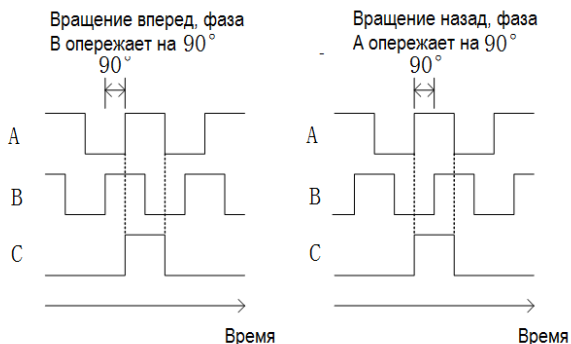 Вращение вперед, фаза
В опережает на 90°
90°
A
B
C
Время
Вращение назад, фаза
А опережает на 90°
90°
A
B
C
Время